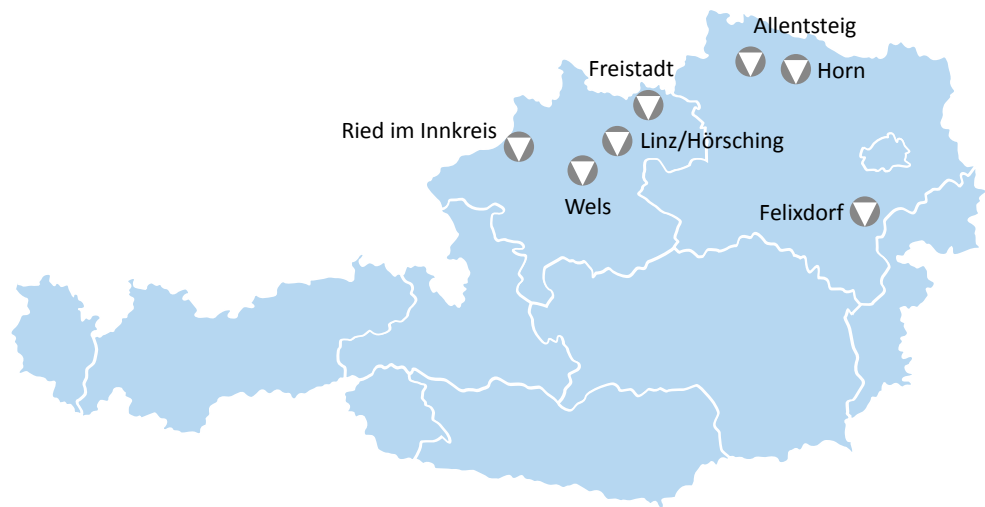 Allentsteig
Freistadt
Horn
Ried im Innkreis
Linz/Hörsching
Wels
Felixdorf